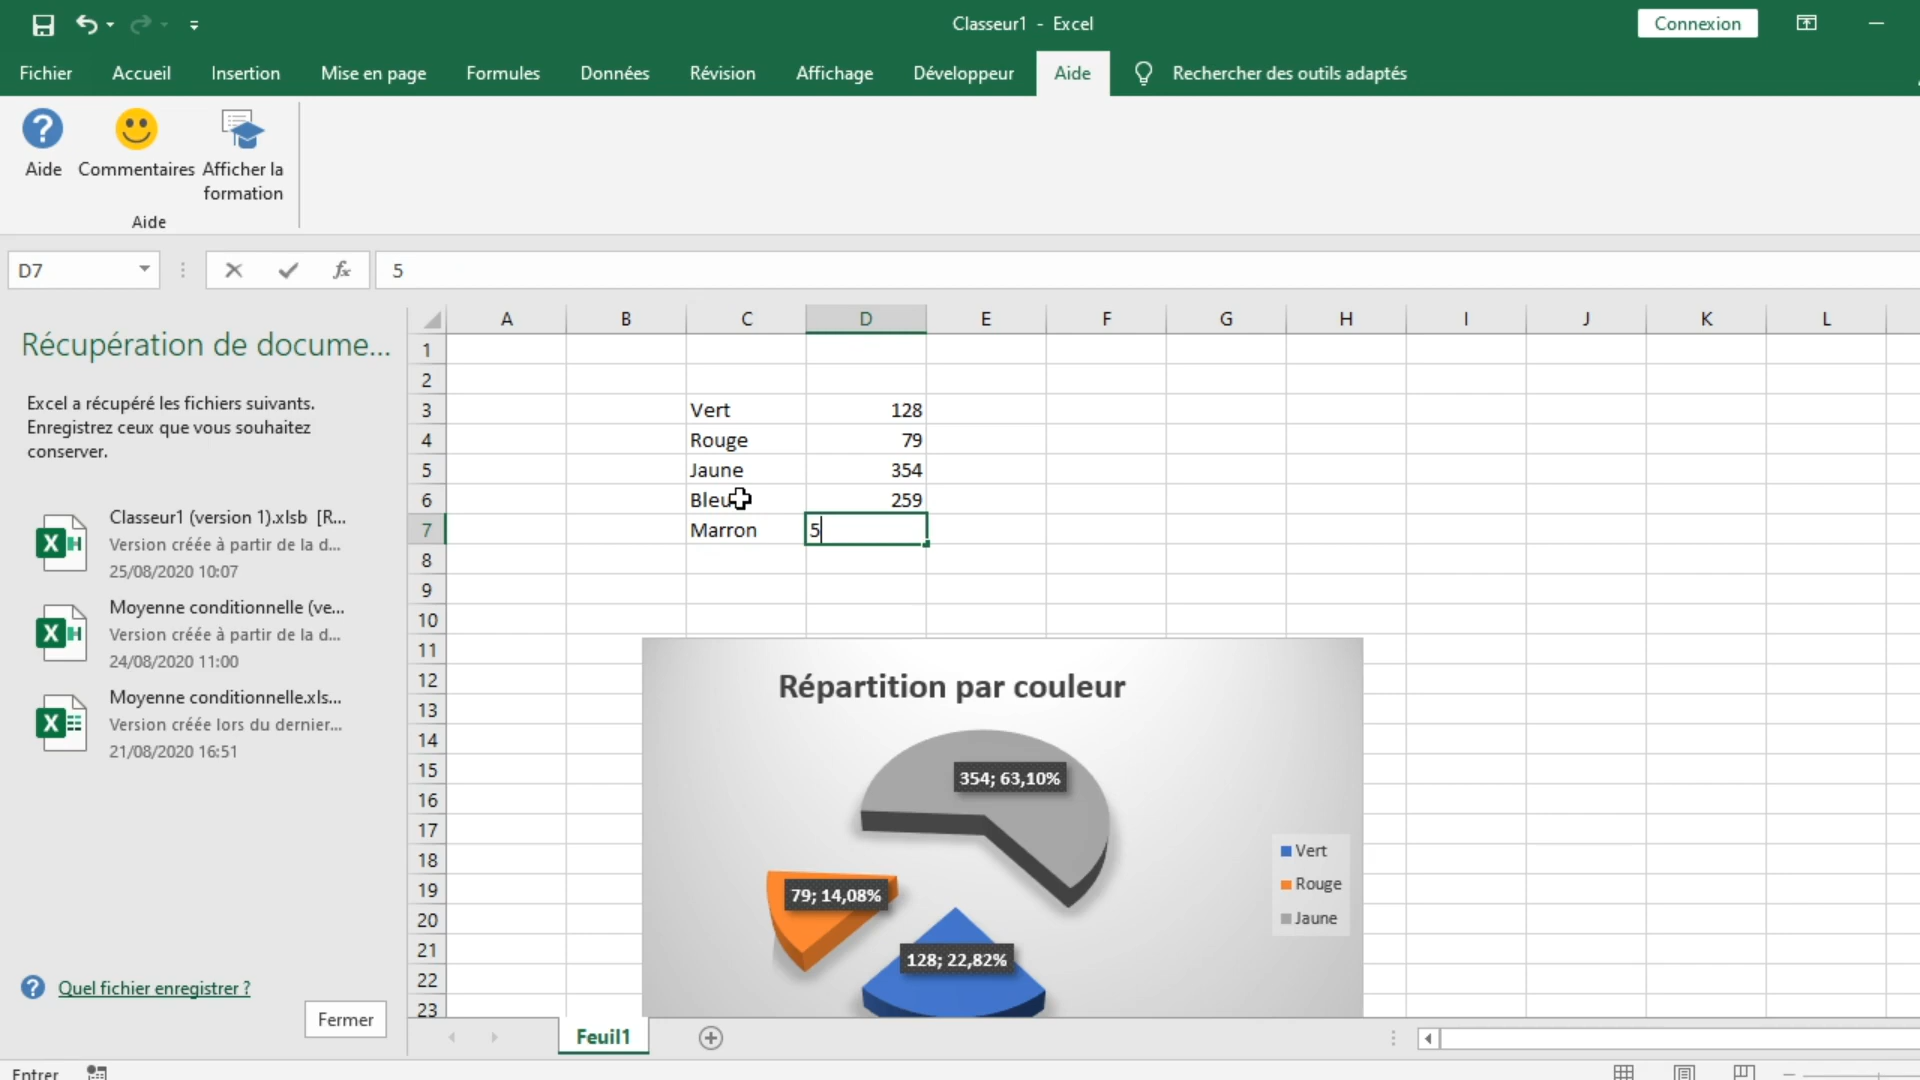 Classeur1 - Excel
Connexion
Fichier Accueil Insertion Mise en page Formules Données Révision Affichage Développeur Aide Rechercher des outils adaptés
? Aide
Commentaires
Afficher la
formation
Aide
D7 fx 5
Récupération de docume...
Excel a récupéré les fichiers suivants.
Enregistrez ceux que vous souhaitez
conserver.
Classeur1 (version 1).xlsb [R...
Version créée à partir de la d...
25/08/2020 10:07
Moyenne conditionnelle (ve...
Version créée à partir de la d...
24/08/2020 11:00
Moyenne conditionnelle.xls...
Version créée lors du dernier...
21/08/2020 16:51
? Quel fichier enregistrer ?
Fermer
A B C D E F G H I J K L
1
2
3 Vert 128
4 Rouge 79
5 Jaune 354
6 Bleu 259
7 Marron 5
8
9
10
11
12
13
14
15
16
17
18
19
20
21
22
23
Répartition par couleur
354; 63,10%
79; 14,08%
128; 22,82%
Vert
Rouge
Jaune
Feuil1
Entrer